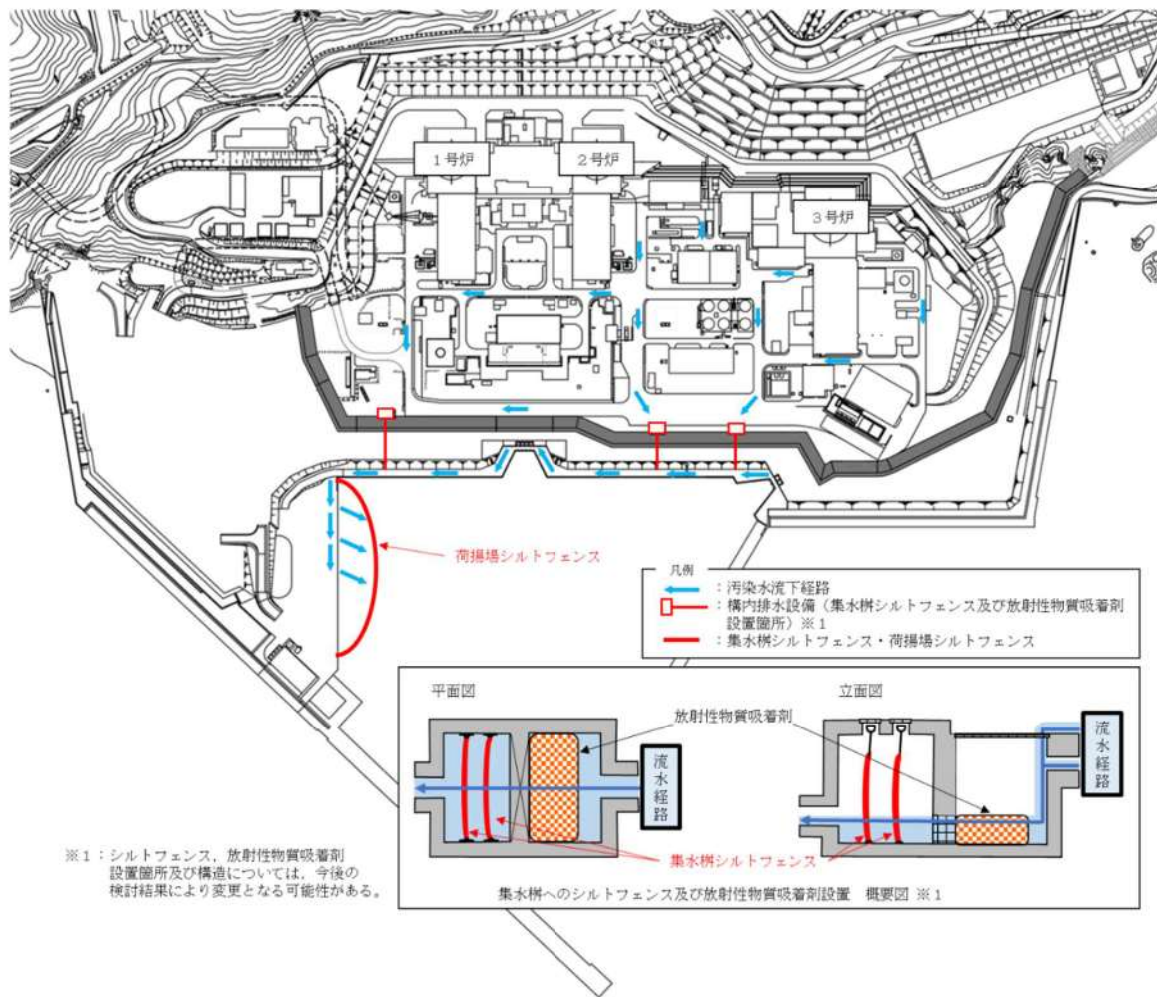 1号炉
2号炉
3号炉
荷揚場シルトフェンス
凡例
：汚染水流下経路
：構内排水設備（集水桝シルトフェンス及び放射性物質吸着剤
設置箇所）※１
：集水桝シルトフェンス・荷揚場シルトフェンス
平面図
立面図
放射性物質吸着剤
流水経路
流水経路
集水桝シルトフェンス
集水桝へのシルトフェンス及び放射性物質吸着剤設置　概要図 ※１
※１：シルトフェンス，放射性物質吸着剤
設置箇所及び構造については，今後の
検討結果により変更となる可能性がある。